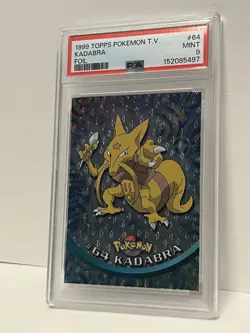 1999 TOPPS POKEMON T.V. #64
KADABRA MINT
FOIL 9
PSA 152085497
POKéMON
#64 KADABRA